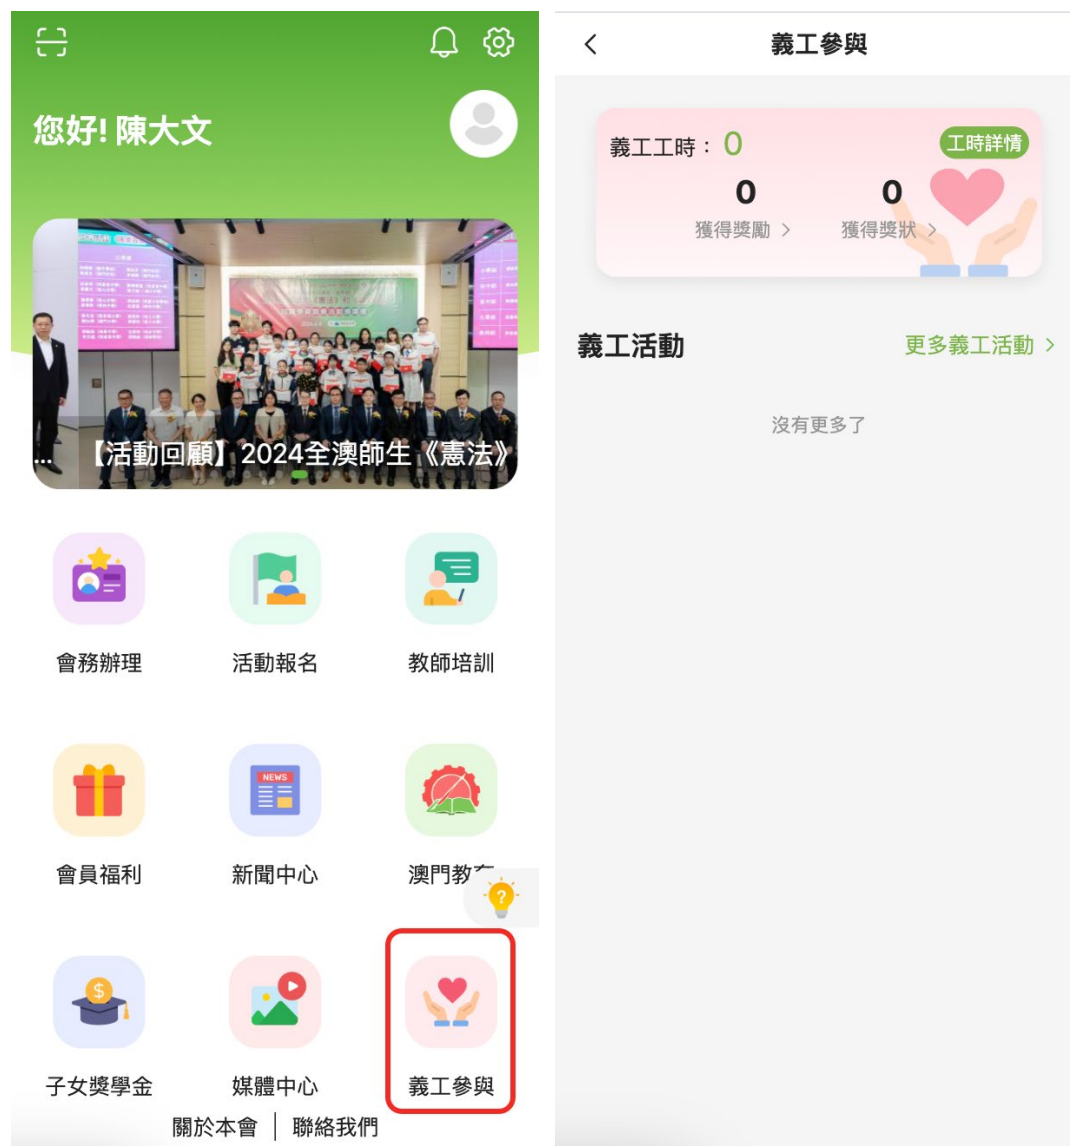 您好! 陳大文
... 【活動回顧】2024全澳師生《憲法》
會務辦理
活動報名
教師培訓
NEWS
會員福利
新聞中心
澳門教
?
$
子女獎學金
媒體中心
義工參與
關於本會 | 聯絡我們
義工參與
義工工時：0
工時詳情
0
0
獲得獎勵 >
獲得獎狀 >
義工活動
更多義工活動 >
沒有更多了